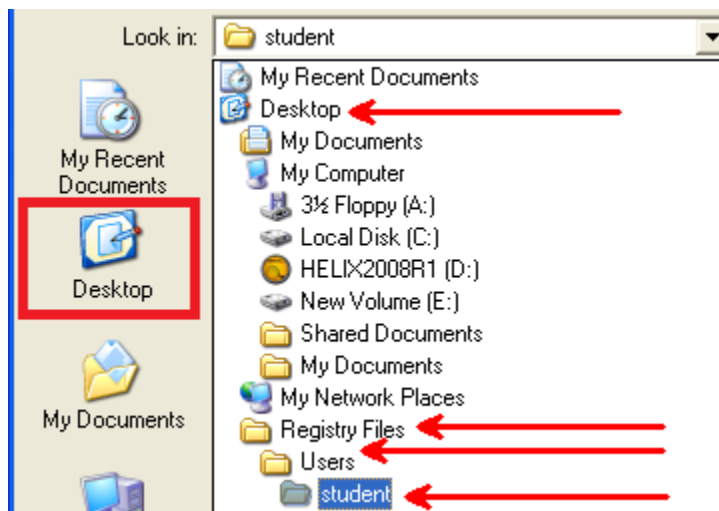 Look in: student
My Recent Documents
Desktop
My Documents
My Computer
3½ Floppy (A:)
Local Disk (C:)
HELIX2008R1 (D:)
New Volume (E:)
Shared Documents
My Documents
My Network Places
Registry Files
Users
student
My Recent
Documents
Desktop
My Documents